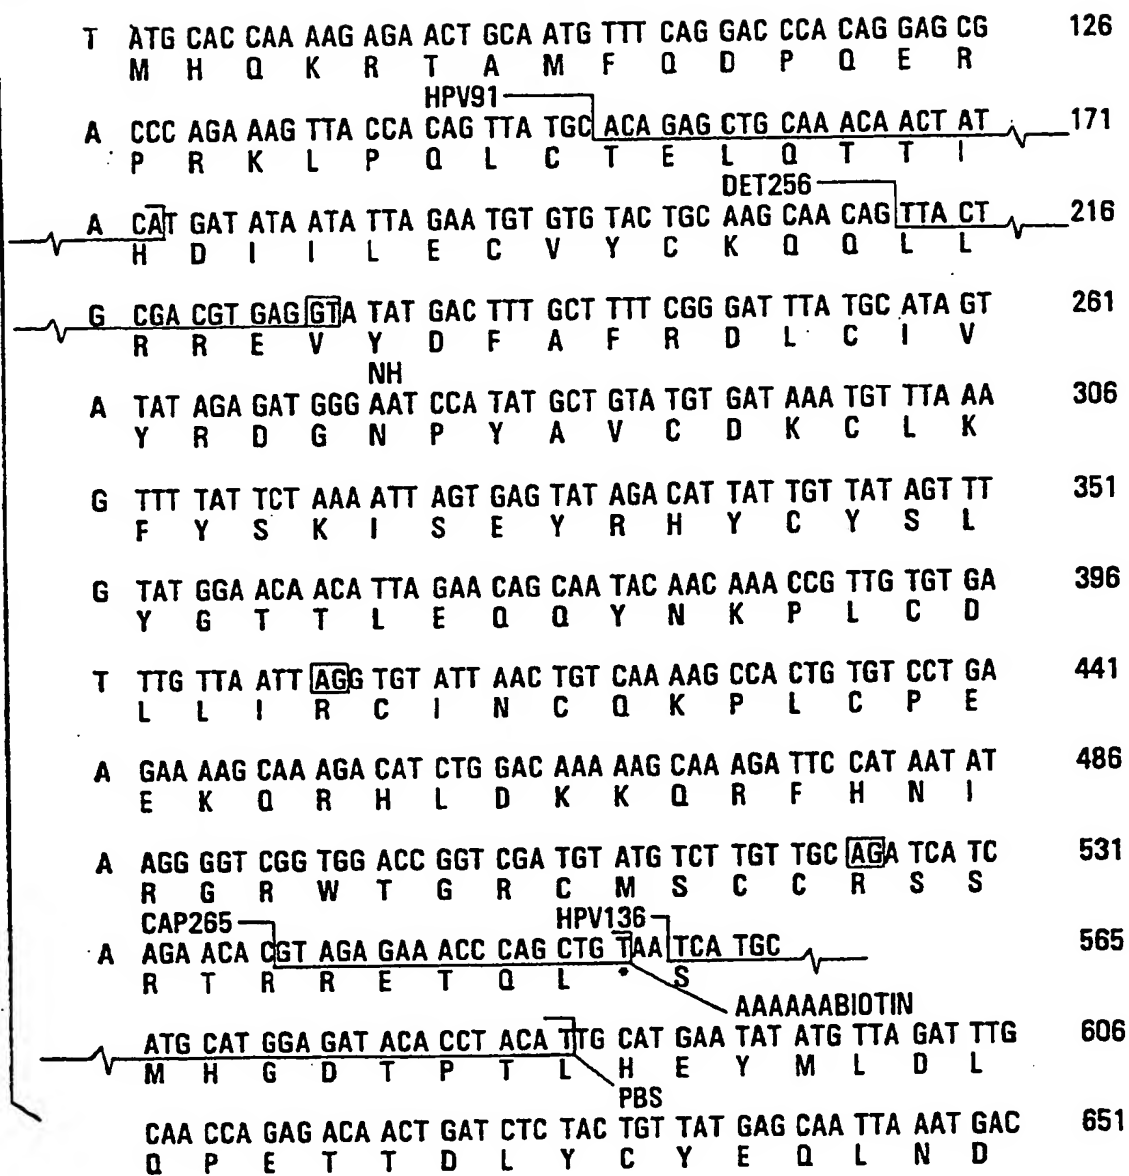 T ATG CAC CAA AAG AGA ACT GCA ATG TTT CAG GAC CCA CAG GAG CG 126
M H Q K R T A M F Q D P Q E R
HPV91
A CCC AGA AAG TTA CCA CAG TTA TGC ACA GAG CTG CAA ACA ACT AT 171
P R K L P Q L C T E L Q T T I
DET256
A CAT GAT ATA ATA TTA GAA TGT GTG TAC TGC AAG CAA CAG TTA CT 216
H D I I L E C V Y C K Q Q L L
G CGA CGT GAG GTA TAT GAC TTT GCT TTT CGG GAT TTA TGC ATA GT 261
R R E V Y D F A F R D L C I V
NH
A TAT AGA GAT GGG AAT CCA TAT GCT GTA TGT GAT AAA TGT TTA AA 306
Y R D G N P Y A V C D K C L K
G TTT TAT TCT AAA ATT AGT GAG TAT AGA CAT TAT TGT TAT AGT TT 351
F Y S K I S E Y R H Y C Y S L
G TAT GGA ACA ACA TTA GAA CAG CAA TAC AAC AAA CCG TTG TGT GA 396
Y G T T L E Q Q Y N K P L C D
T TTG TTA ATT AGG TGT ATT AAC TGT CAA AAG CCA CTG TGT CCT GA 441
L L I R C I N C Q K P L C P E
A GAA AAG CAA AGA CAT CTG GAC AAA AAG CAA AGA TTC CAT AAT AT 486
E K Q R H L D K K Q R F H N I
A AGG GGT CGG TGG ACC GGT CGA TGT ATG TCT TGT TGC AGA TCA TC 531
R G R W T G R C M S C C R S S
CAP265 HPV136
A AGA ACA CGT AGA GAA ACC CAG CTG TAA TCA TGC 565
R T R R E T Q L * S
AAAAAABIOTIN
ATG CAT GGA GAT ACA CCT ACA TTG CAT GAA TAT ATG TTA GAT TTG 606
M H G D T P T L H E Y M L D L
PBS
CAA CCA GAG ACA ACT GAT CTC TAC TGT TAT GAG CAA TTA AAT GAC 651
Q P E T T D L Y C Y E Q L N D